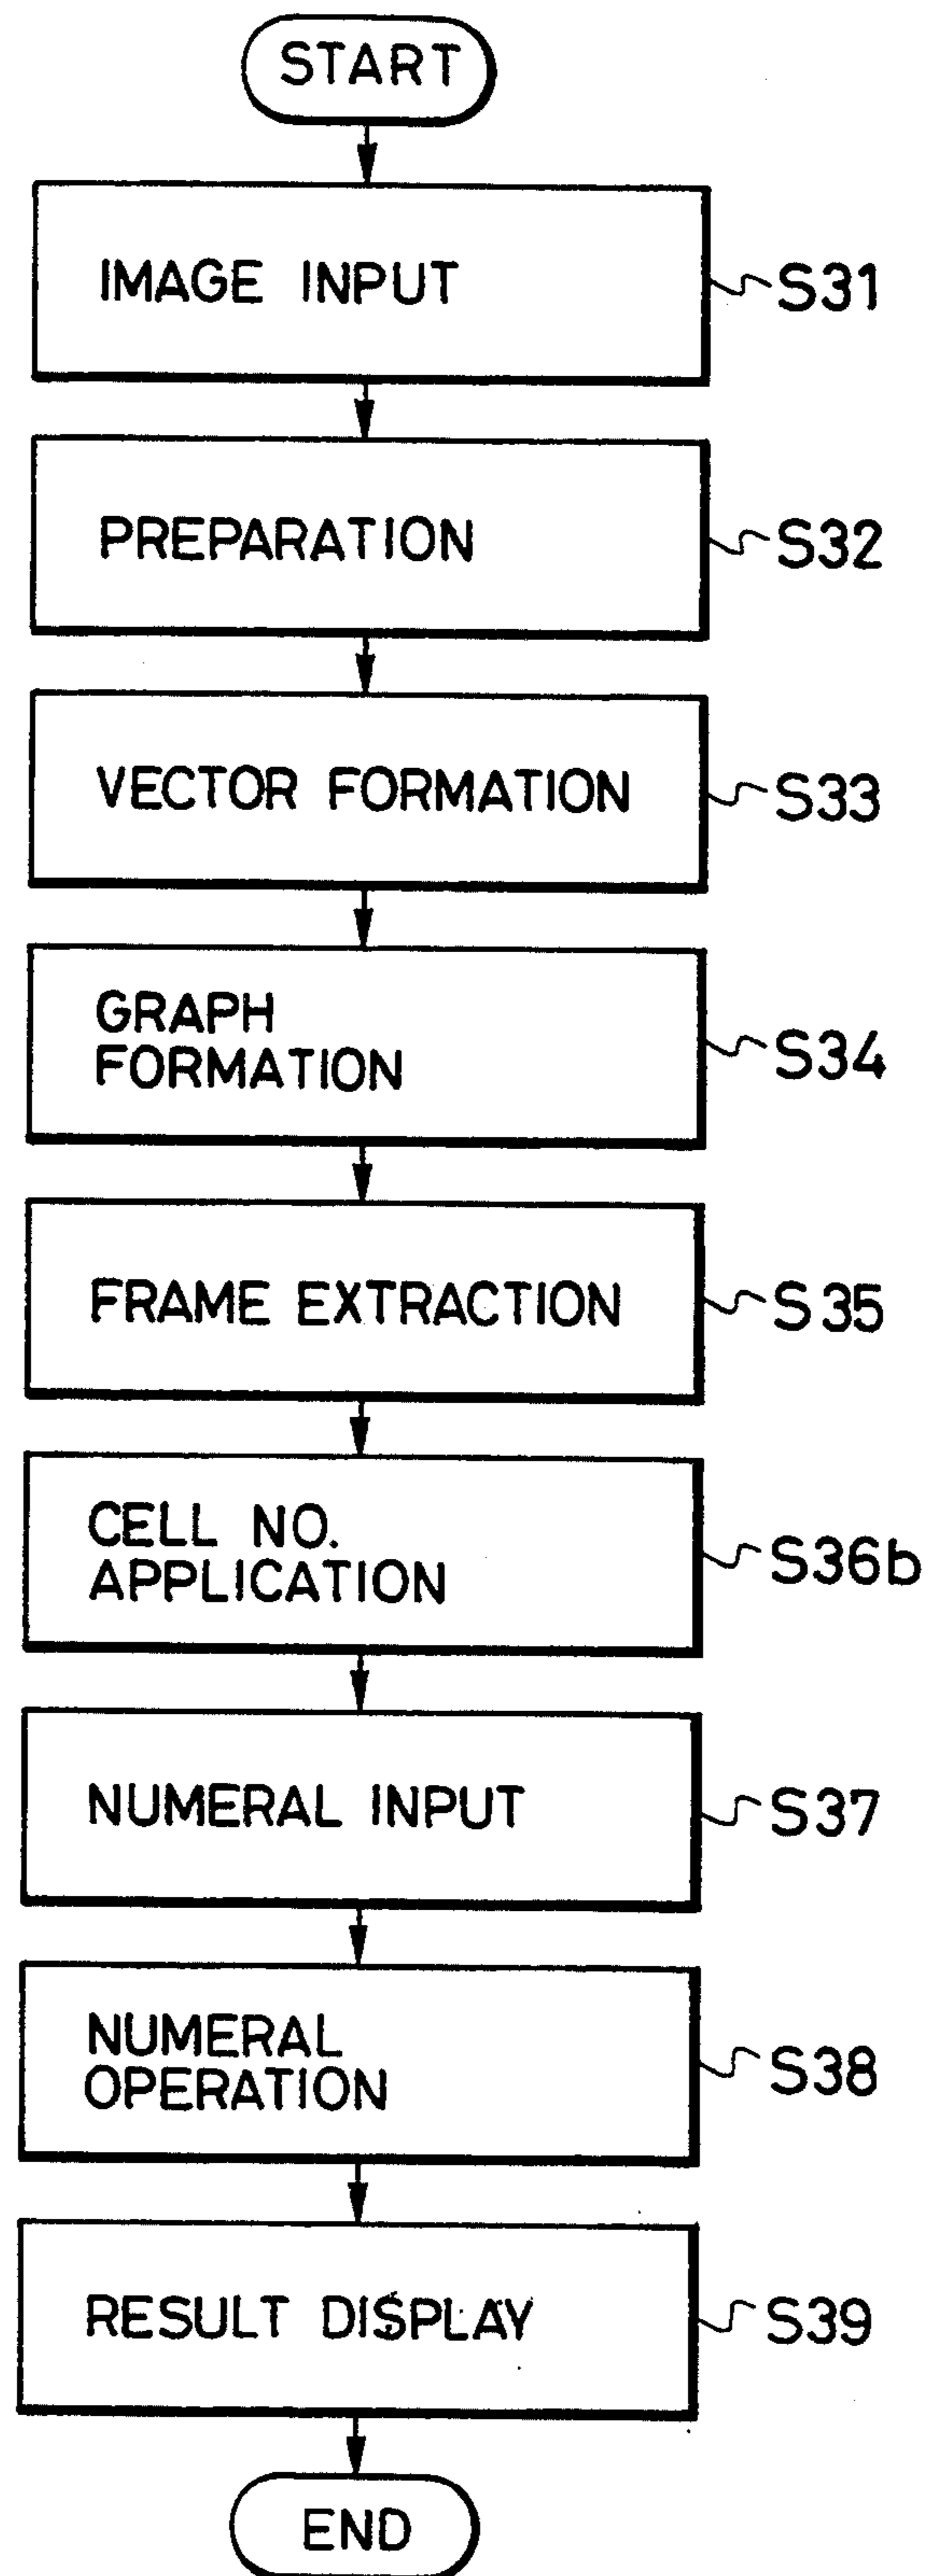 START
IMAGE INPUT
S31
PREPARATION
S32
VECTOR FORMATION
S33
GRAPH
FORMATION
S34
FRAME EXTRACTION
S35
CELL NO.
APPLICATION
S36b
NUMERAL INPUT
S37
NUMERAL
OPERATION
S38
RESULT DISPLAY
S39
END